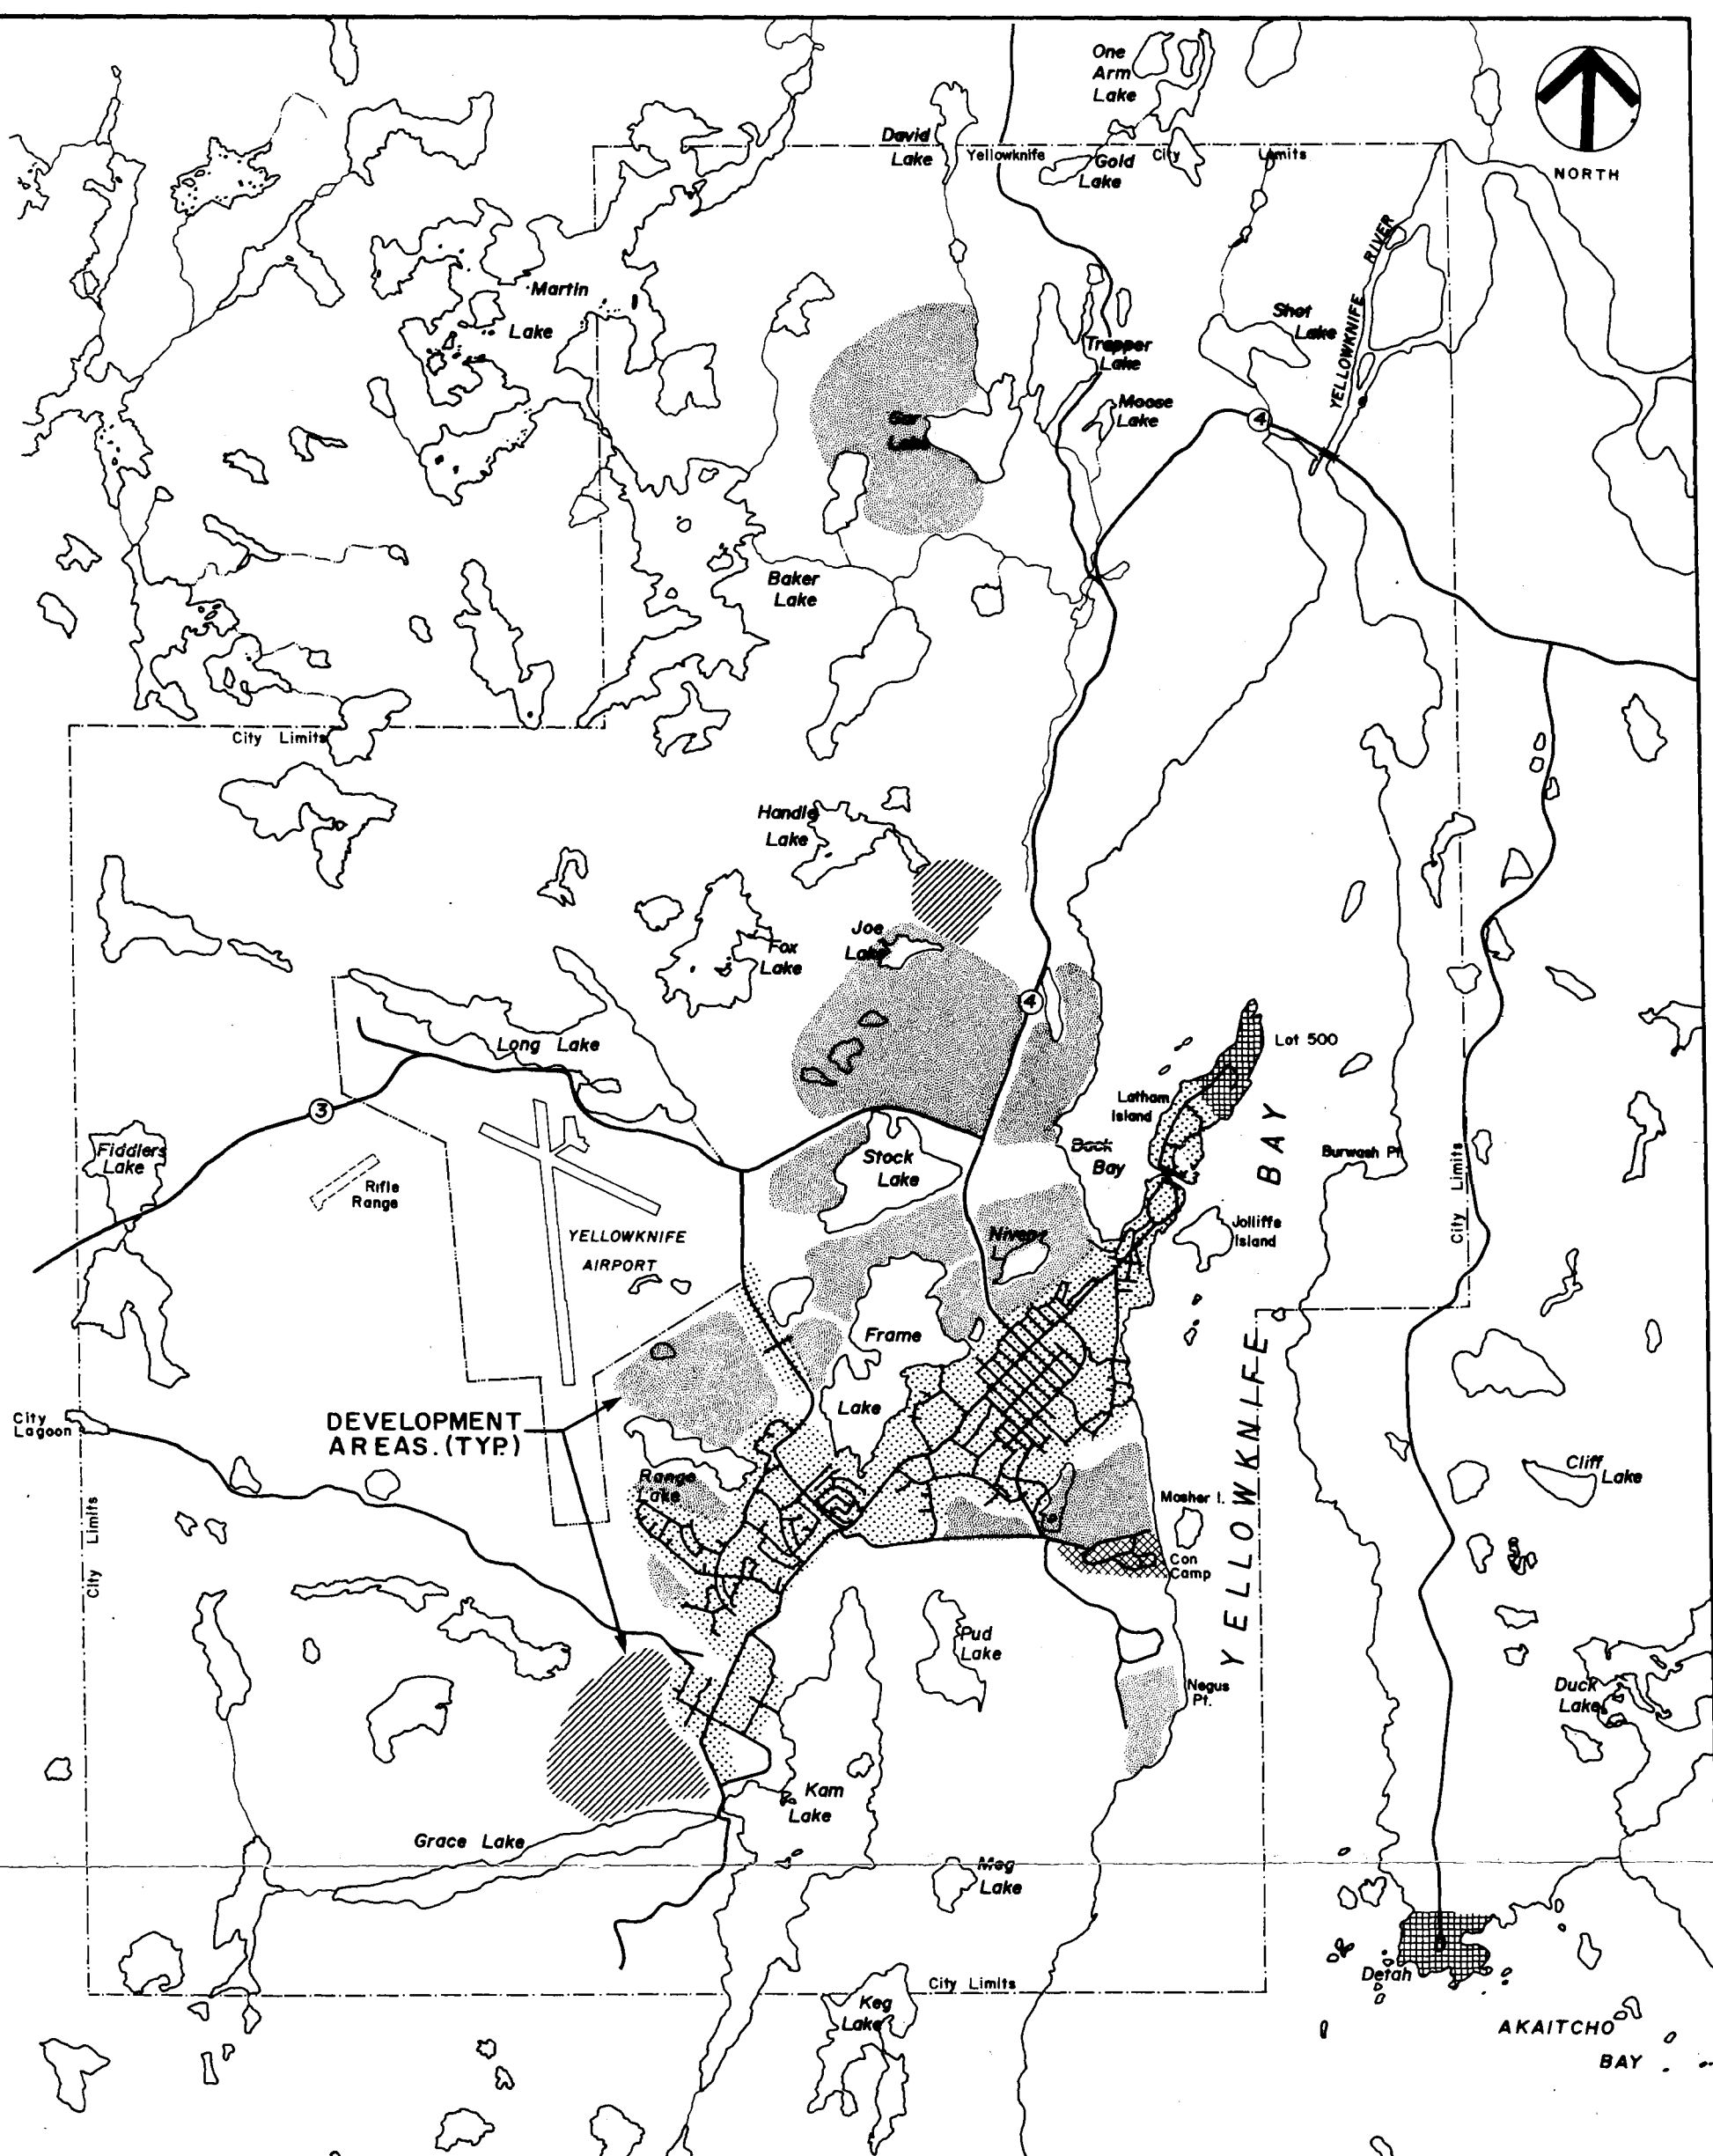 One
Arm
Lake
David
Lake
Yellowknife City Limits
Gold
Lake
NORTH
YELLOWKNIFE RIVER
Martin
Lake
Shot
Lake
Trapper
Lake
Moose
Lake
Lake
4
Baker
Lake
City Limits
Handle
Lake
Joe
Lake
Fox
Lake
4
Long Lake
Lot 500
Latham
Island
3
Back
Bay
Fiddlers
Lake
Stock
Lake
Burwash Pt.
Rifle
Range
City Limits
YELLOWKNIFE
AIRPORT
Jolliffe
Island
Nivens
L
Frame
Lake
YELLOWKNIFE BAY
DEVELOPMENT
AREAS. (TYP.)
City
Lagoon
Range
Lake
Cliff
Lake
Mosher I.
City Limits
Con
Camp
Pud
Lake
Negus
Pt.
Duck
Lake
Kam
Lake
Grace Lake
Meg
Lake
Detah
City Limits
Keg
Lake
AKAITCHO
BAY